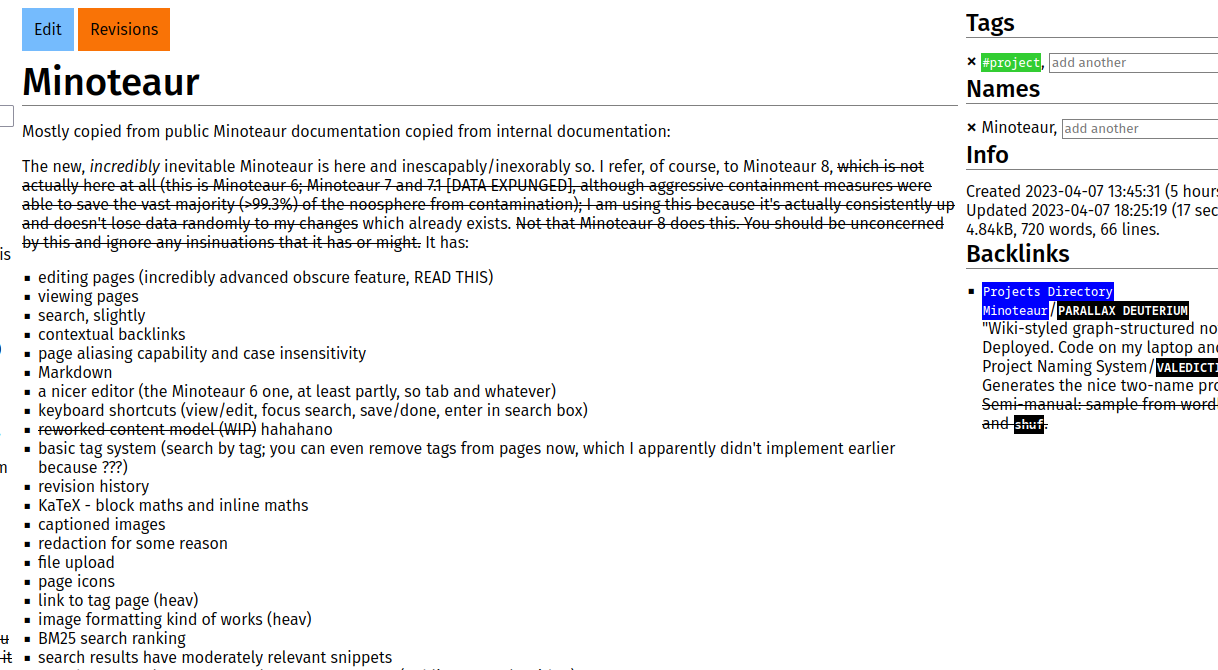 Edit
Revisions
Minoteaur
Mostly copied from public Minoteaur documentation copied from internal documentation:
The new, incredibly inevitable Minoteaur is here and inescapably/inexorably so. I refer, of course, to Minoteaur 8, which is not
actually here at all (this is Minoteaur 6; Minoteaur 7 and 7.1 [DATA EXPUNGED], although aggressive containment measures were
able to save the vast majority (>99.3%) of the noosphere from contamination); I am using this because it's actually consistently up
and doesn't lose data randomly to my changes which already exists. Not that Minoteaur 8 does this. You should be unconcerned
by this and ignore any insinuations that it has or might. It has:
▪ editing pages (incredibly advanced obscure feature, READ THIS)
▪ viewing pages
▪ search, slightly
▪ contextual backlinks
▪ page aliasing capability and case insensitivity
▪ Markdown
▪ a nicer editor (the Minoteaur 6 one, at least partly, so tab and whatever)
▪ keyboard shortcuts (view/edit, focus search, save/done, enter in search box)
▪ reworked content model (WIP) hahahano
▪ basic tag system (search by tag; you can even remove tags from pages now, which I apparently didn't implement earlier
because ???)
▪ revision history
▪ KaTeX - block maths and inline maths
▪ captioned images
▪ redaction for some reason
▪ file upload
▪ page icons
▪ link to tag page (heav)
▪ image formatting kind of works (heav)
▪ BM25 search ranking
▪ search results have moderately relevant snippets
Tags
× #project, add another
Names
× Minoteaur, add another
Info
Created 2023-04-07 13:45:31 (5 hours
Updated 2023-04-07 18:25:19 (17 sec
4.84kB, 720 words, 66 lines.
Backlinks
▪ Projects Directory
Minoteaur/PARALLAX DEUTERIUM
"Wiki-styled graph-structured no
Deployed. Code on my laptop and
Project Naming System/VALEDICTI
Generates the nice two-name pro
Semi-manual: sample from word
and shuf.
is
)
m
u
it